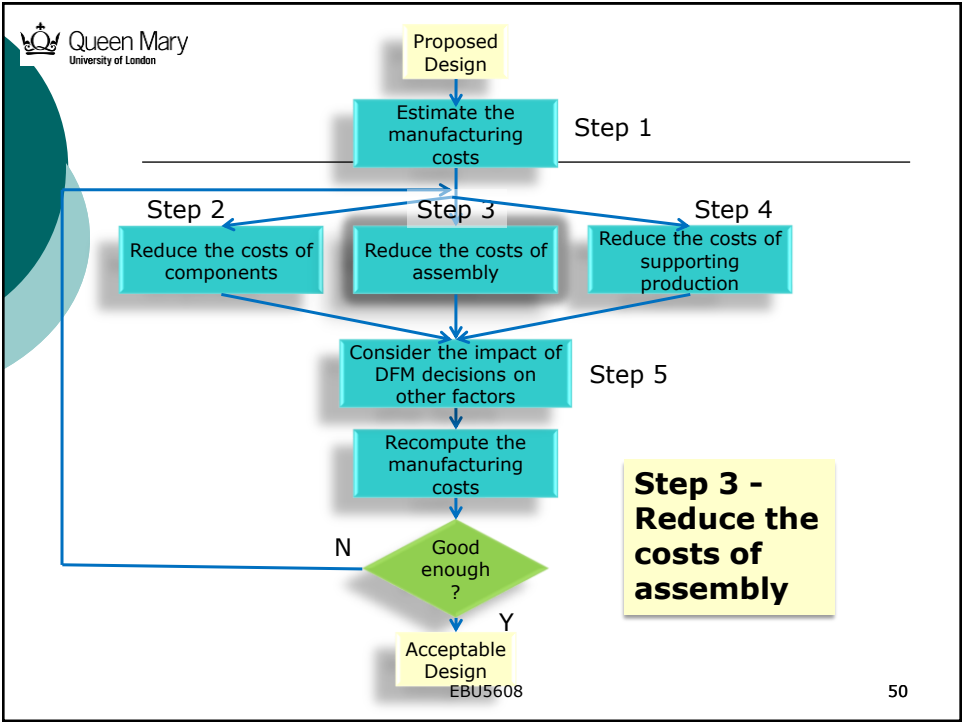 Queen Mary
University of London
Proposed
Design
Estimate the
manufacturing
costs
Step 1
Step 2
Step 3
Step 4
Reduce the costs of
components
Reduce the costs of
assembly
Reduce the costs of
supporting
production
Consider the impact of
DFM decisions on
other factors
Step 5
Recompute the
manufacturing
costs
Step 3 -
Reduce the
costs of
assembly
N
Good
enough
?
Y
Acceptable
Design
EBU5608
50